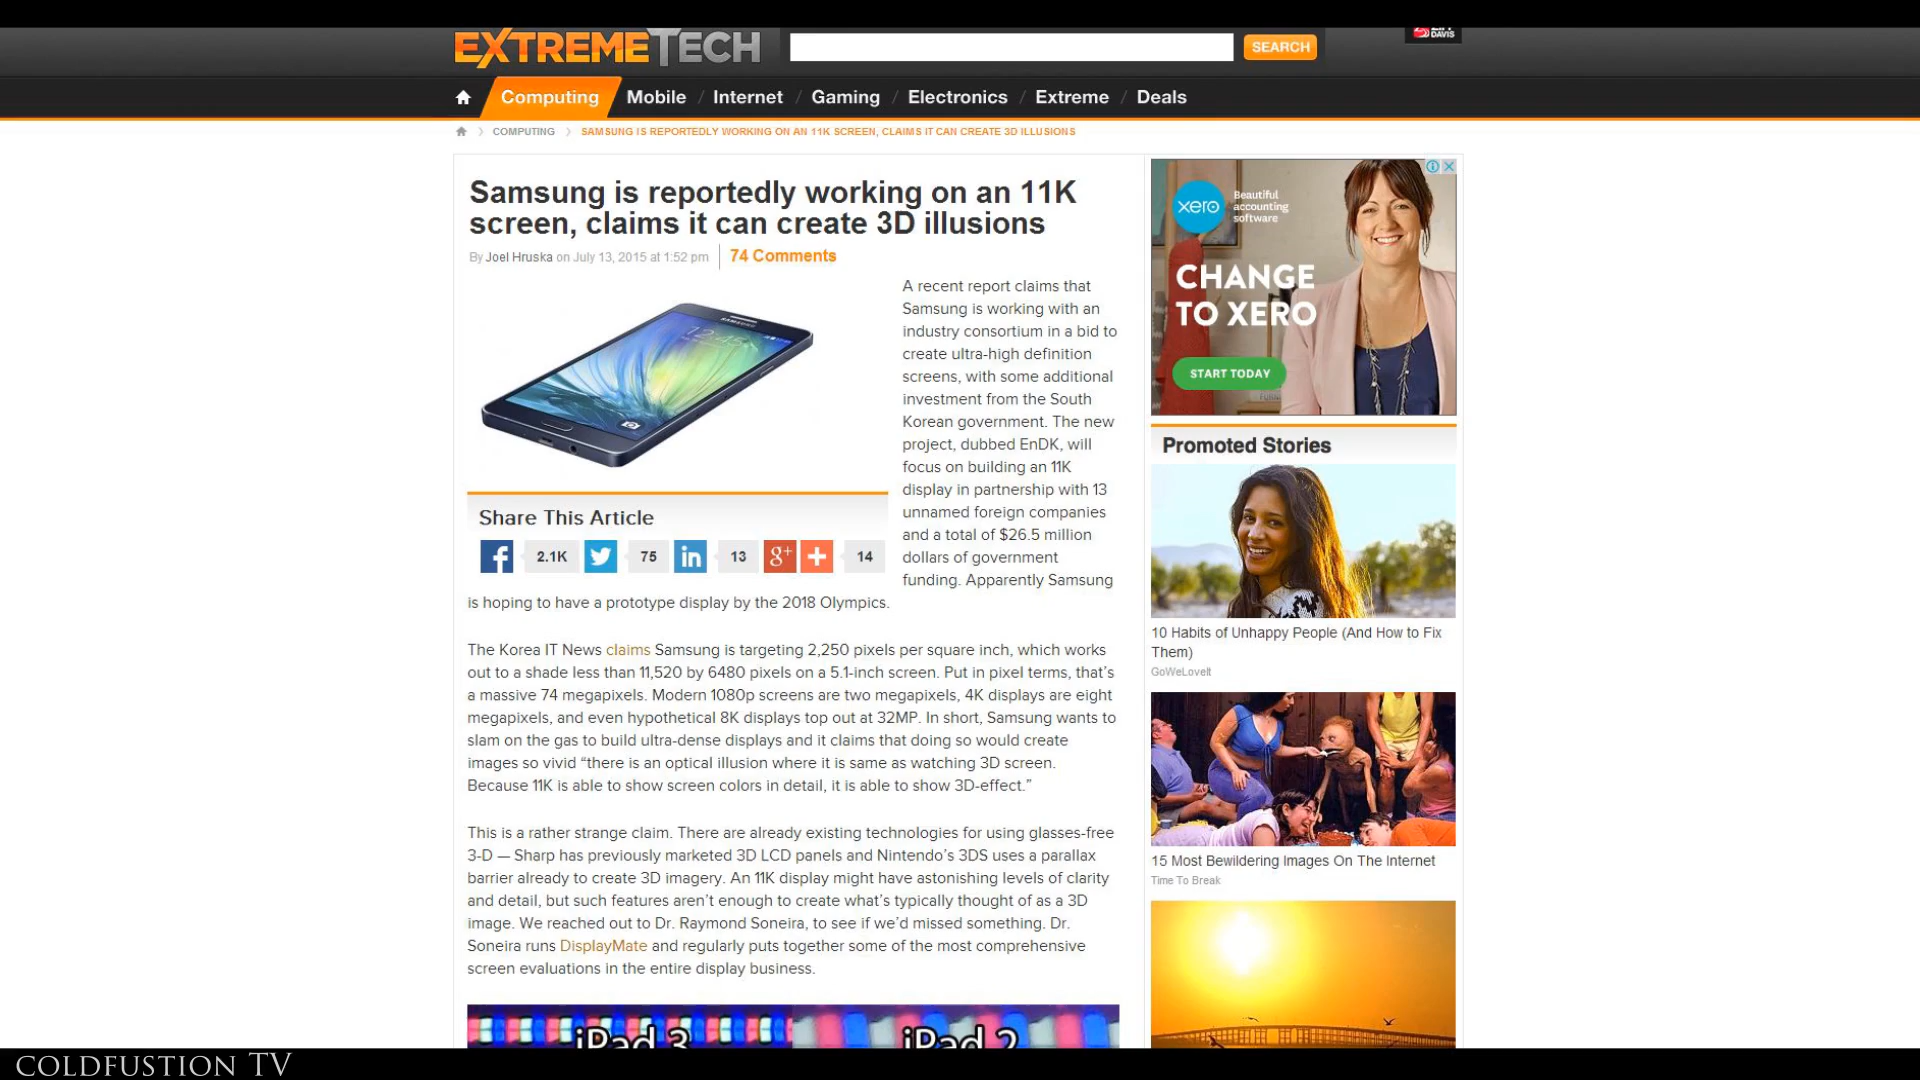 EXTREMETECH
SEARCH
DAVIS
Computing / Mobile / Internet / Gaming / Electronics / Extreme / Deals
COMPUTING > SAMSUNG IS REPORTEDLY WORKING ON AN 11K SCREEN, CLAIMS IT CAN CREATE 3D ILLUSIONS
Samsung is reportedly working on an 11K
screen, claims it can create 3D illusions
By Joel Hruska on July 13, 2015 at 1:52 pm
74 Comments
SAMSUNG
12:45
A recent report claims that
Samsung is working with an
industry consortium in a bid to
create ultra-high definition
screens, with some additional
investment from the South
Korean government. The new
project, dubbed EnDK, will
focus on building an 11K
display in partnership with 13
unnamed foreign companies
and a total of $26.5 million
dollars of government
funding. Apparently Samsung
is hoping to have a prototype display by the 2018 Olympics.
Share This Article
f 2.1K 75 in 13 g+ + 14
The Korea IT News claims Samsung is targeting 2,250 pixels per square inch, which works
out to a shade less than 11,520 by 6480 pixels on a 5.1-inch screen. Put in pixel terms, that's
a massive 74 megapixels. Modern 1080p screens are two megapixels, 4K displays are eight
megapixels, and even hypothetical 8K displays top out at 32MP. In short, Samsung wants to
slam on the gas to build ultra-dense displays and it claims that doing so would create
images so vivid “there is an optical illusion where it is same as watching 3D screen.
Because 11K is able to show screen colors in detail, it is able to show 3D-effect.”
This is a rather strange claim. There are already existing technologies for using glasses-free
3-D — Sharp has previously marketed 3D LCD panels and Nintendo's 3DS uses a parallax
barrier already to create 3D imagery. An 11K display might have astonishing levels of clarity
and detail, but such features aren't enough to create what's typically thought of as a 3D
image. We reached out to Dr. Raymond Soneira, to see if we'd missed something. Dr.
Soneira runs DisplayMate and regularly puts together some of the most comprehensive
screen evaluations in the entire display business.
iPad 3
iPad 2
xero
Beautiful
accounting
software
CHANGE
TO XERO
START TODAY
Promoted Stories
10 Habits of Unhappy People (And How to Fix
Them)
GoWeLoveIt
15 Most Bewildering Images On The Internet
Time To Break
COLDFUSTION TV